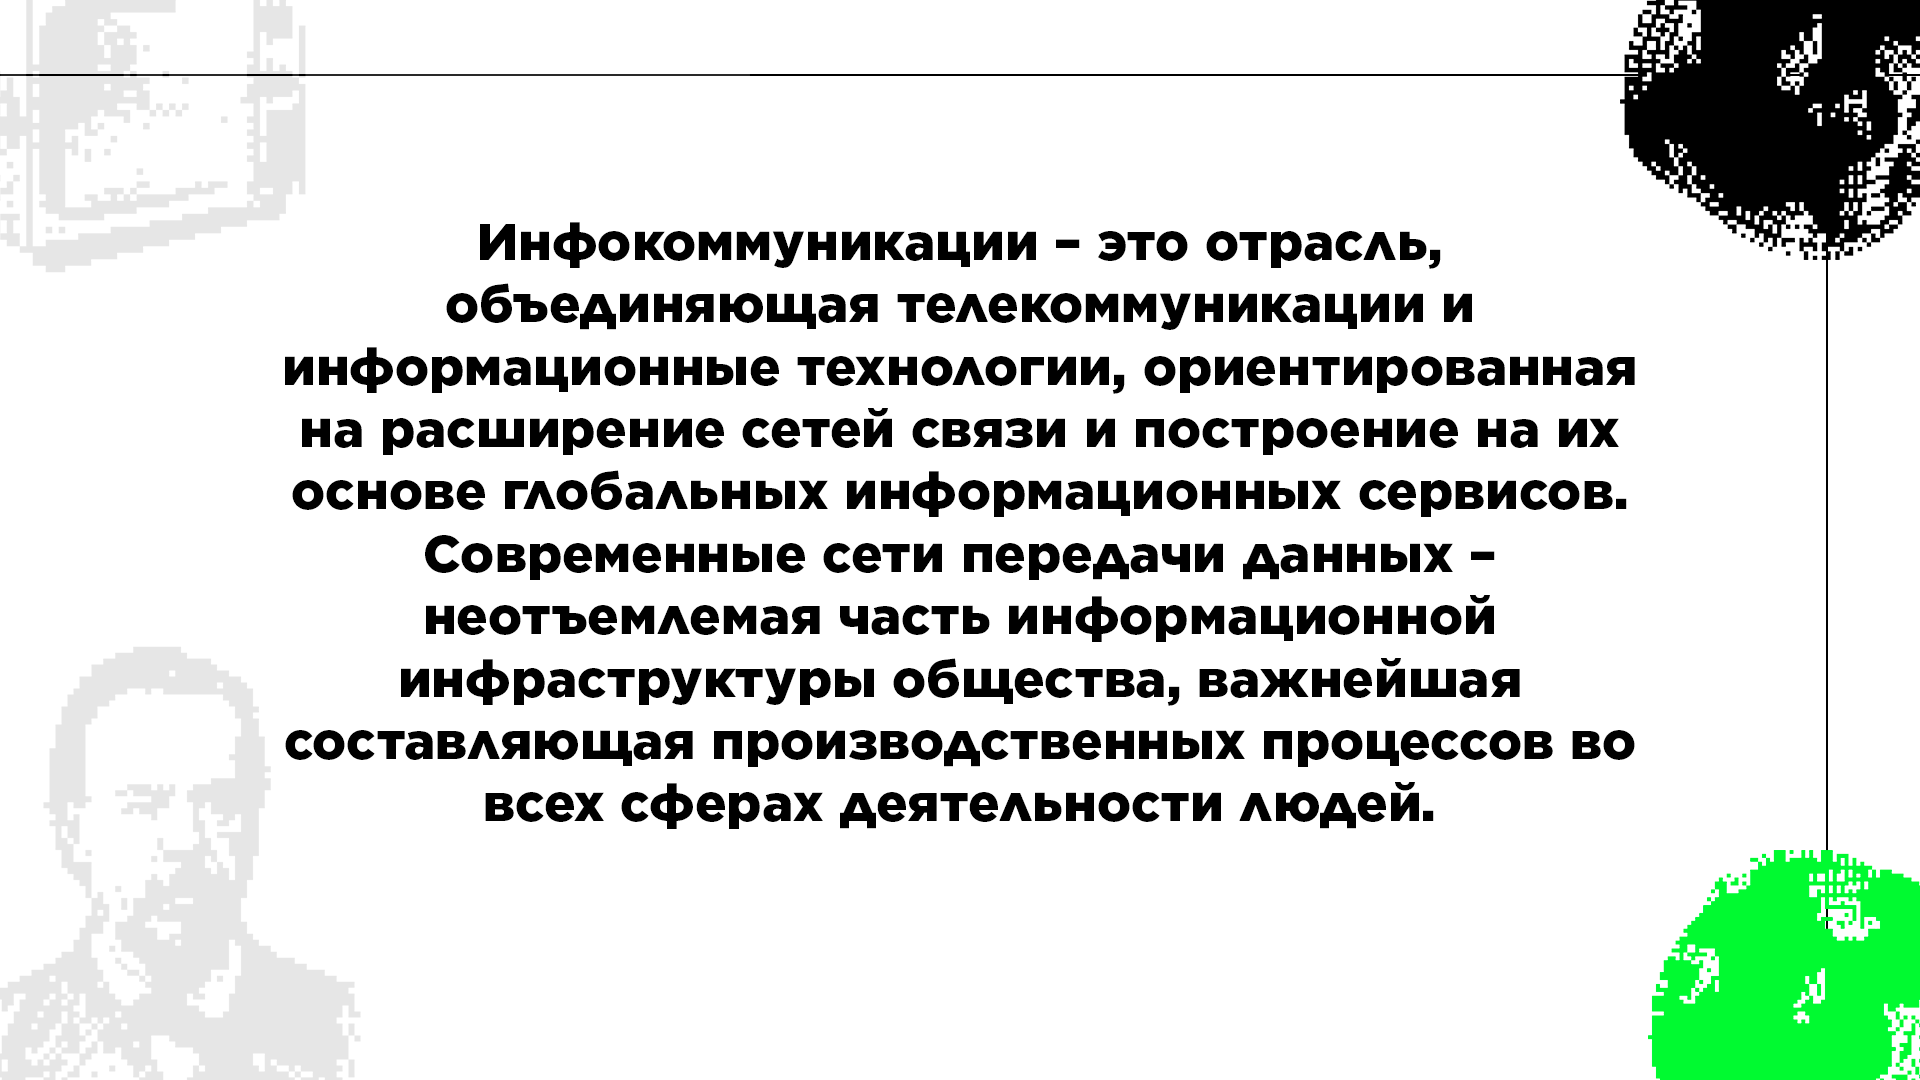 Инфокоммуникации – это отрасль,
объединяющая телекоммуникации и
информационные технологии, ориентированная
на расширение сетей связи и построение на их
основе глобальных информационных сервисов.
Современные сети передачи данных –
неотъемлемая часть информационной
инфраструктуры общества, важнейшая
составляющая производственных процессов во
всех сферах деятельности людей.